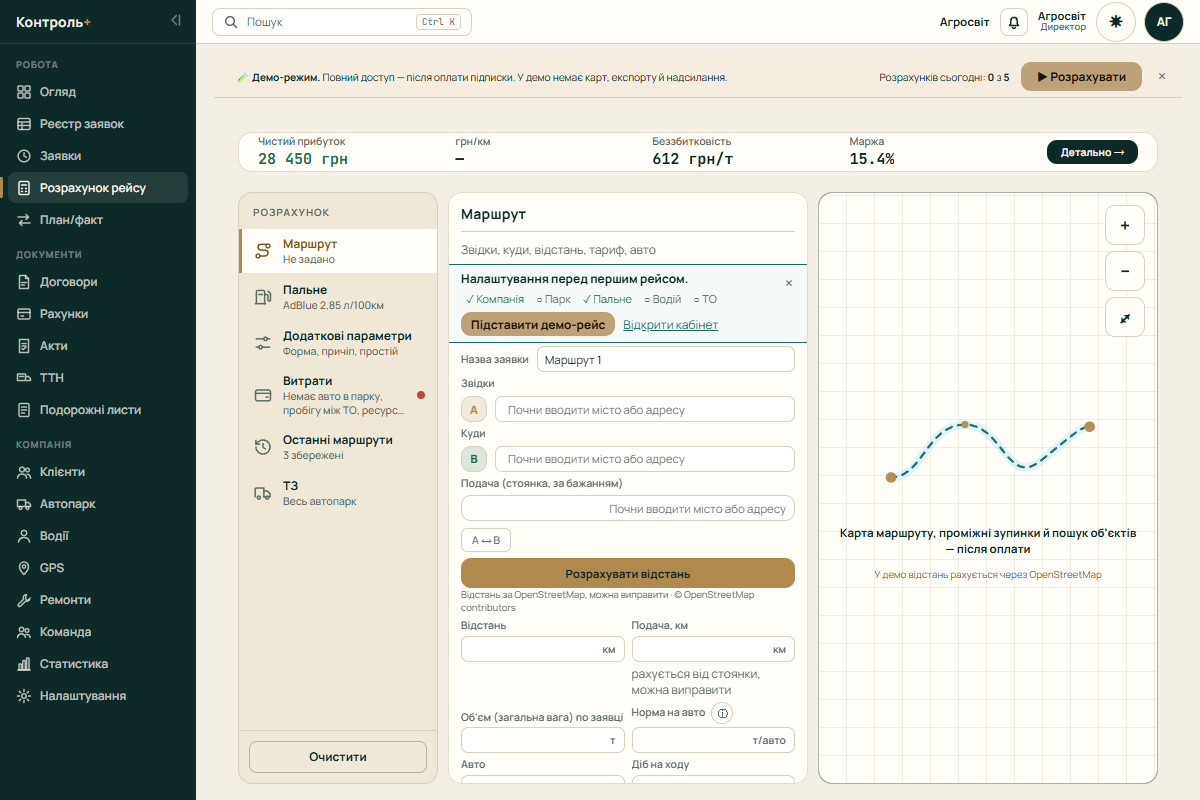 Контроль+
РОБОТА
Огляд
Реєстр заявок
Заявки
Розрахунок рейсу
План/факт
ДОКУМЕНТИ
Договори
Рахунки
Акти
ТТН
Подорожні листи
КОМПАНІЯ
Клієнти
Автопарк
Водії
GPS
Ремонти
Команда
Статистика
Налаштування
Пошук
Ctrl K
Агросвіт
Агросвіт
Директор
АГ
Демо-режим. Повний доступ — після оплати підписки. У демо немає карт, експорту й надсилання.
Розрахунків сьогодні: 0 з 5
▶ Розрахувати
×
Чистий прибуток
28 450 грн
грн/км
—
Беззбитковість
612 грн/т
Маржа
15.4%
Детально →
РОЗРАХУНОК
Маршрут
Не задано
Пальне
AdBlue 2,85 л/100км
Додаткові параметри
Форма, причіп, простій
Витрати
Немає авто в парку,
пробігу між ТО, ресурс...
Останні маршрути
3 збережені
ТЗ
Весь автопарк
Очистити
Маршрут
Звідки, куди, відстань, тариф, авто
Налаштування перед першим рейсом.
×
✓ Компанія ○ Парк ✓ Пальне ○ Водій ○ ТО
Підставити демо-рейс
Відкрити кабінет
Назва заявки
Маршрут 1
Звідки
A
Почни вводити місто або адресу
Куди
B
Почни вводити місто або адресу
Подача (стоянка, за бажанням)
Почни вводити місто або адресу
A ↔ B
Розрахувати відстань
Відстань за OpenStreetMap, можна виправити · © OpenStreetMap
contributors
Відстань
км
Подача, км
км
рахується від стоянки,
можна виправити
Об'єм (загальна вага) по заявці
т
Норма на авто
т/авто
Авто
Діб на ходу
+
−
Карта маршруту, проміжні зупинки й пошук об'єктів
— після оплати
У демо відстань рахується через OpenStreetMap